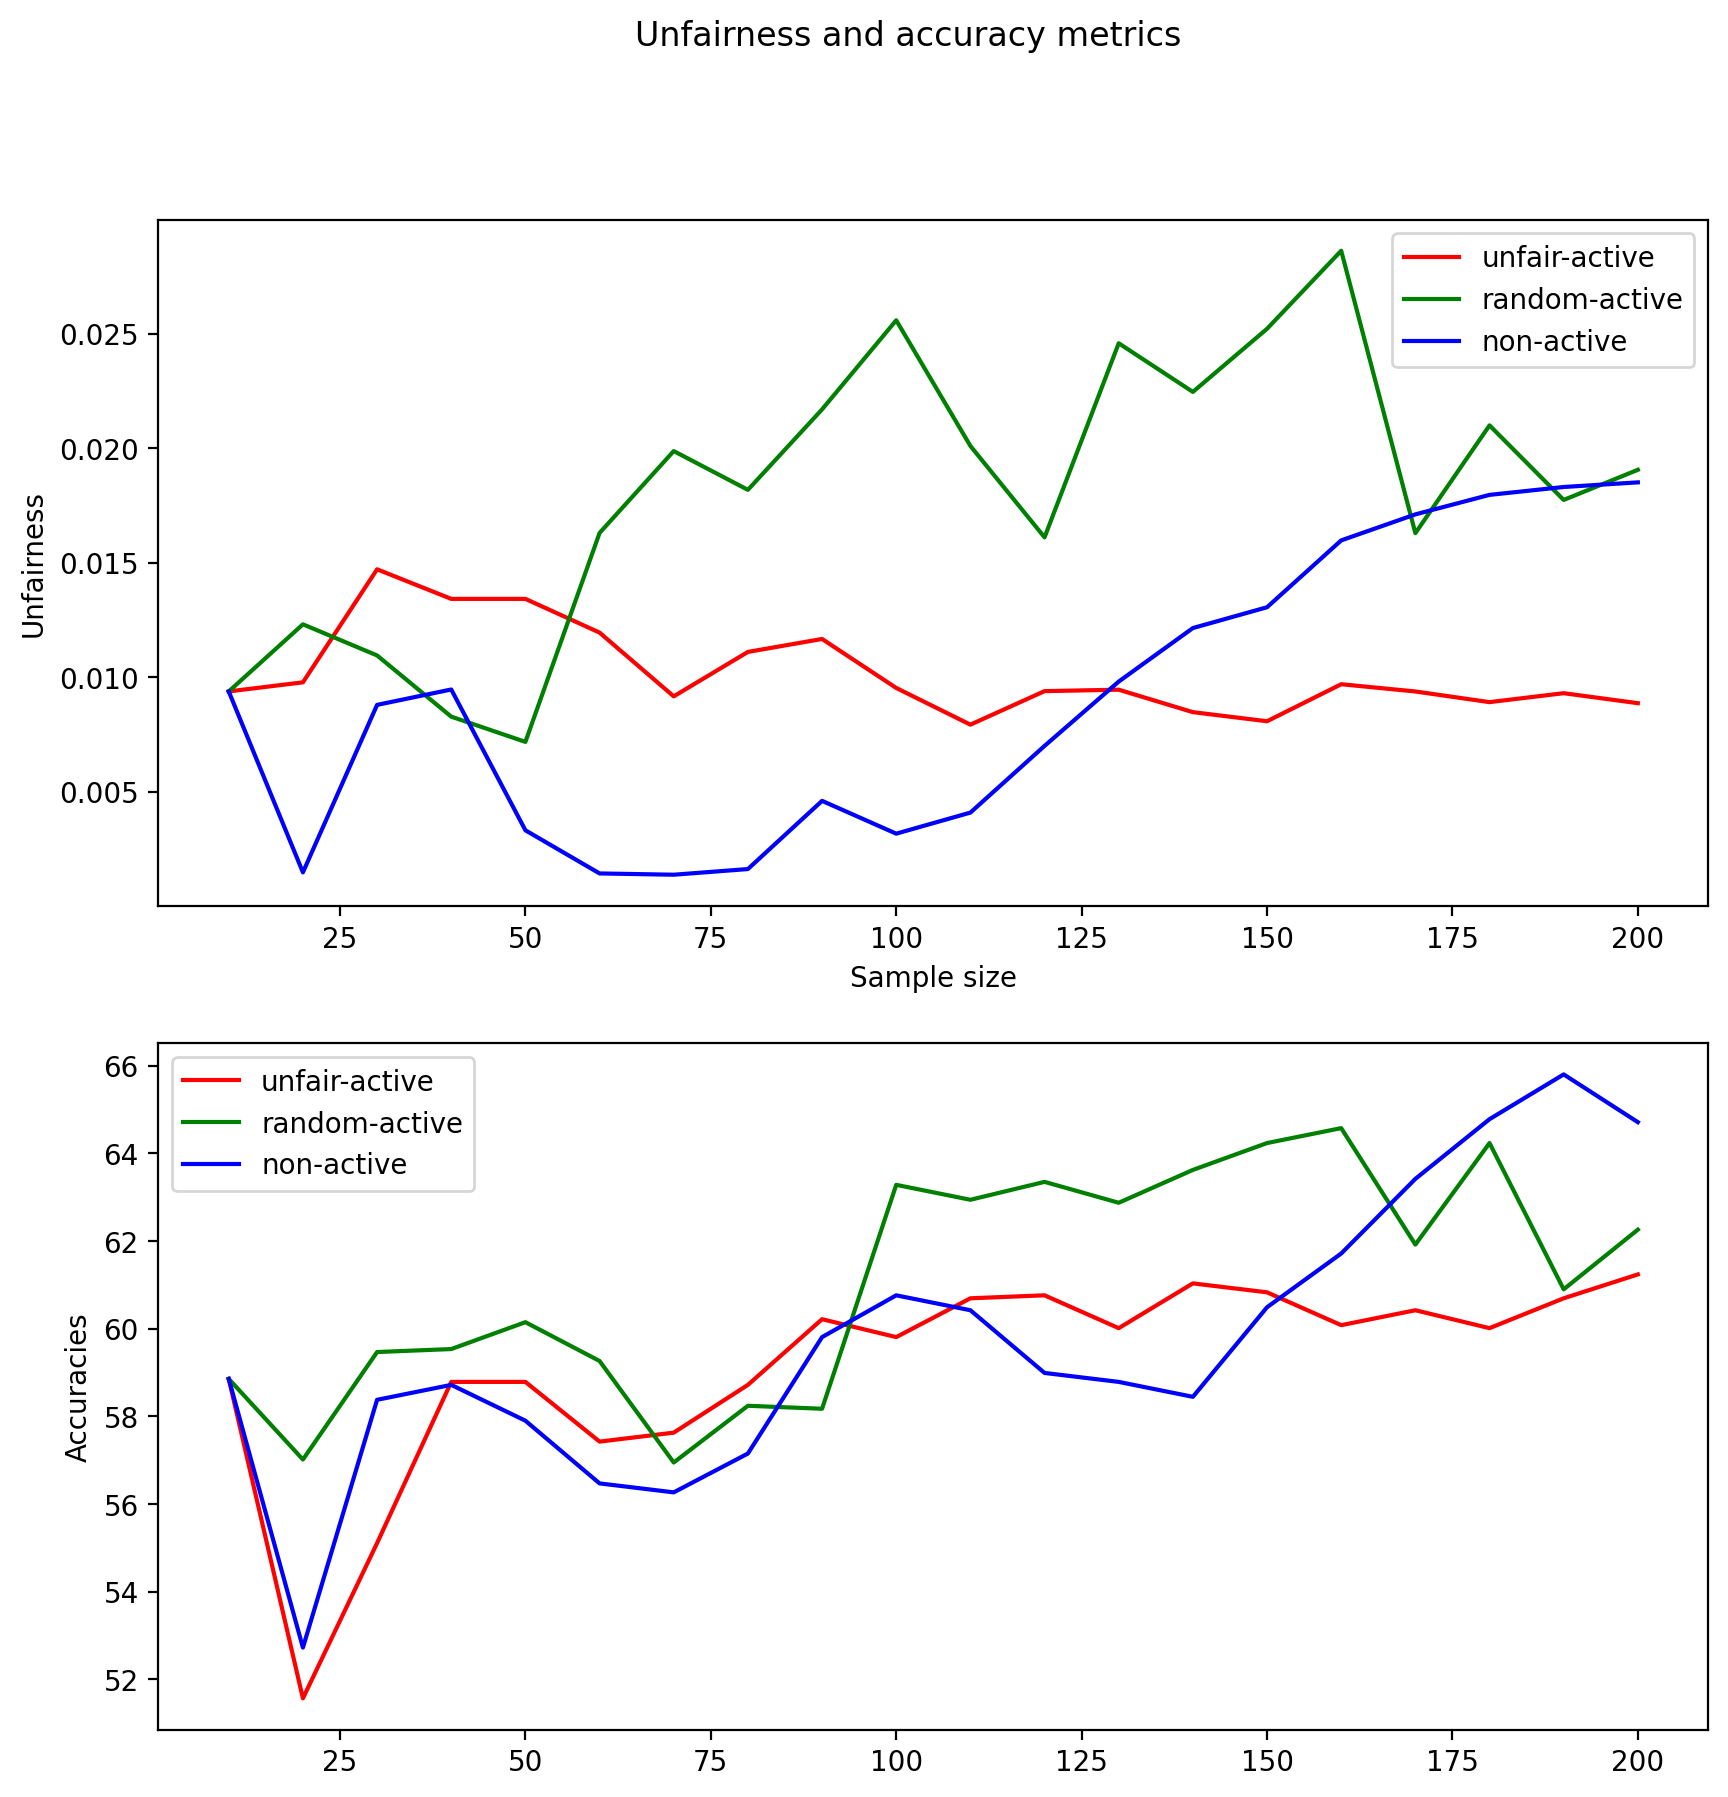 Unfairness and accuracy metrics
unfair-active
random-active
non-active
0.025
0.020
0.015
0.010
0.005
Unfairness
25 50 75 100 125 150 175 200
Sample size
unfair-active
random-active
non-active
66
64
62
60
58
56
54
52
Accuracies
25 50 75 100 125 150 175 200